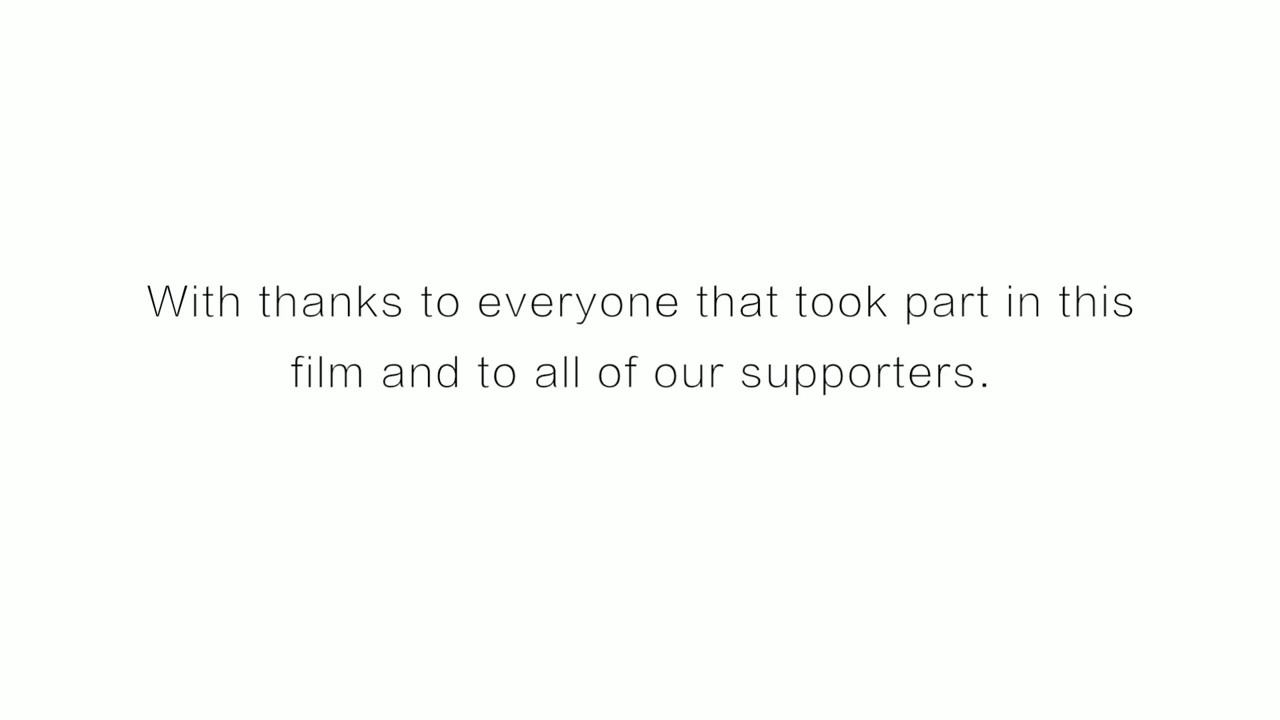 With thanks to everyone that took part in this
film and to all of our supporters.